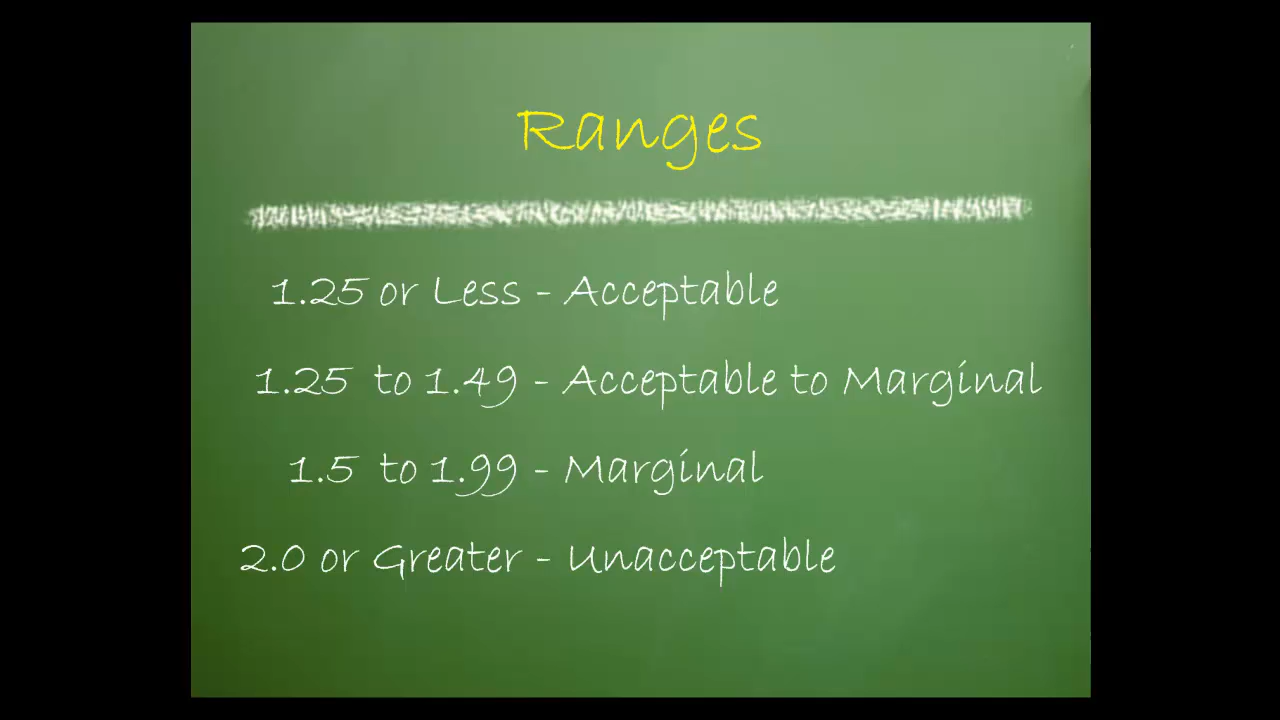 Ranges
1.25 or Less - Acceptable
1.25 to 1.49 - Acceptable to Marginal
1.5 to 1.99 - Marginal
2.0 or Greater - Unacceptable